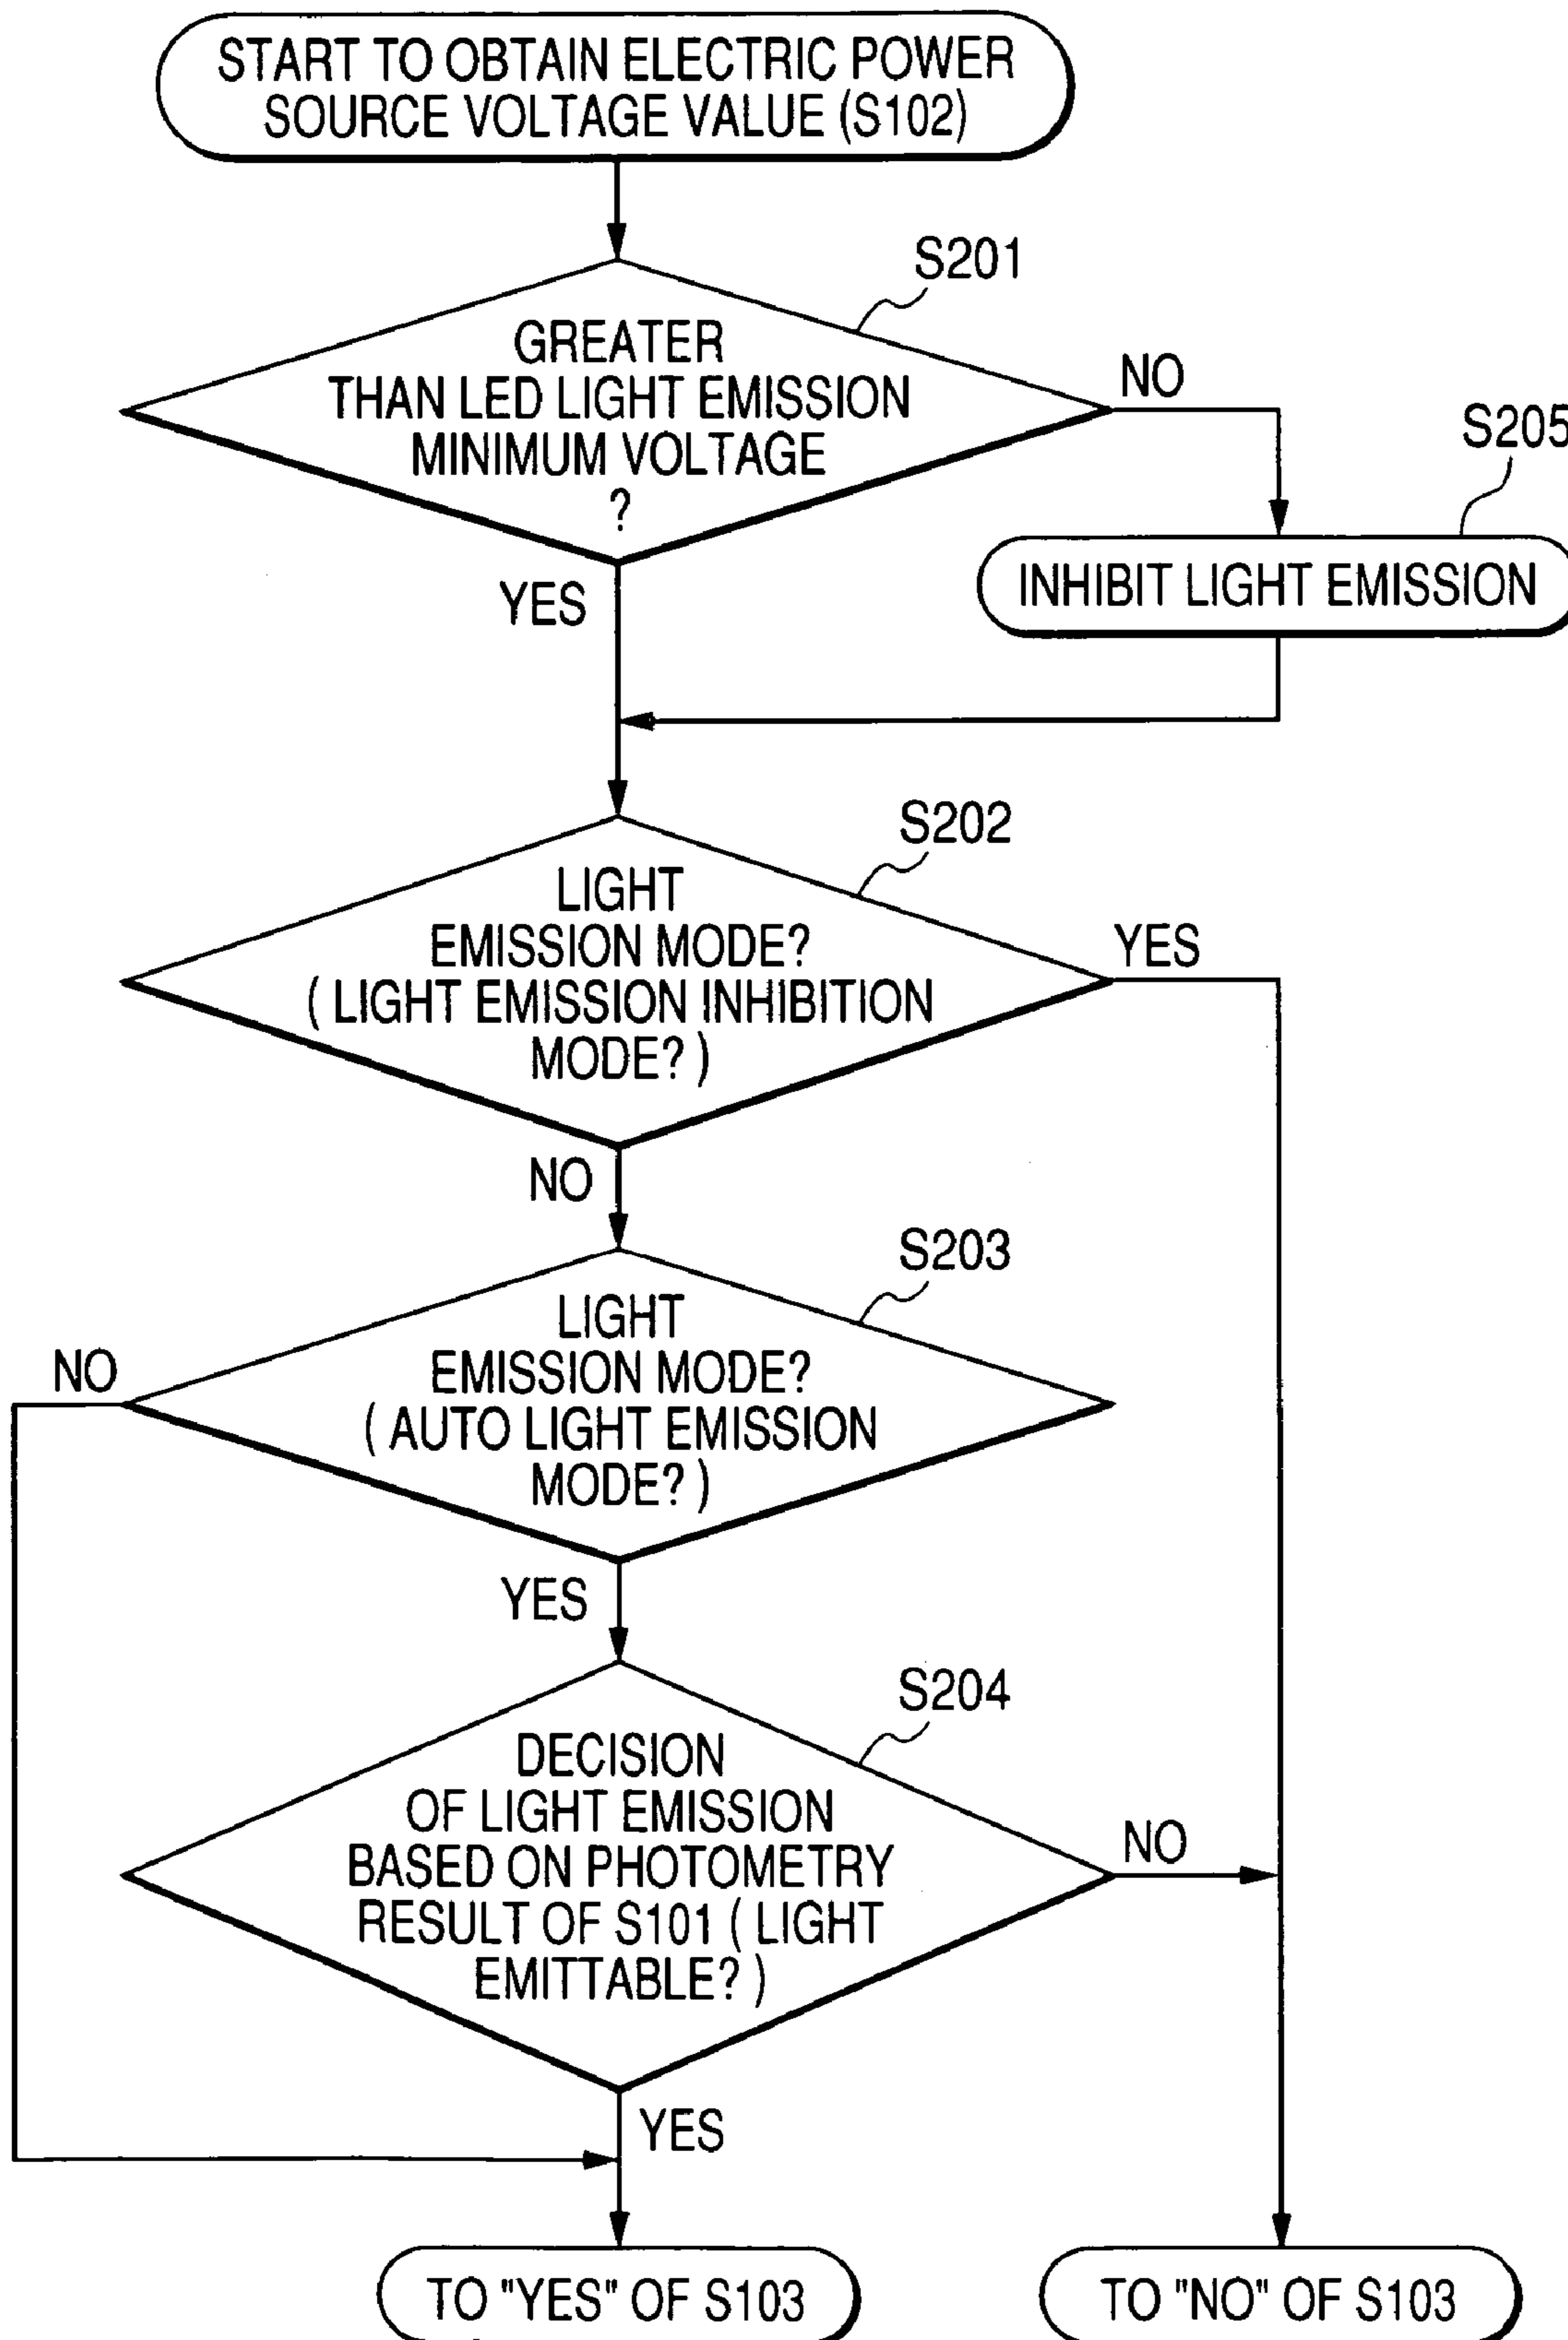 START TO OBTAIN ELECTRIC POWER
SOURCE VOLTAGE VALUE (S102)
S201
GREATER
THAN LED LIGHT EMISSION
MINIMUM VOLTAGE
?
NO
S205
YES
INHIBIT LIGHT EMISSION
S202
LIGHT
EMISSION MODE?
( LIGHT EMISSION INHIBITION
MODE? )
YES
NO
S203
LIGHT
EMISSION MODE?
( AUTO LIGHT EMISSION
MODE? )
NO
YES
S204
DECISION
OF LIGHT EMISSION
BASED ON PHOTOMETRY
RESULT OF S101 ( LIGHT
EMITTABLE? )
NO
YES
TO "YES" OF S103
TO "NO" OF S103